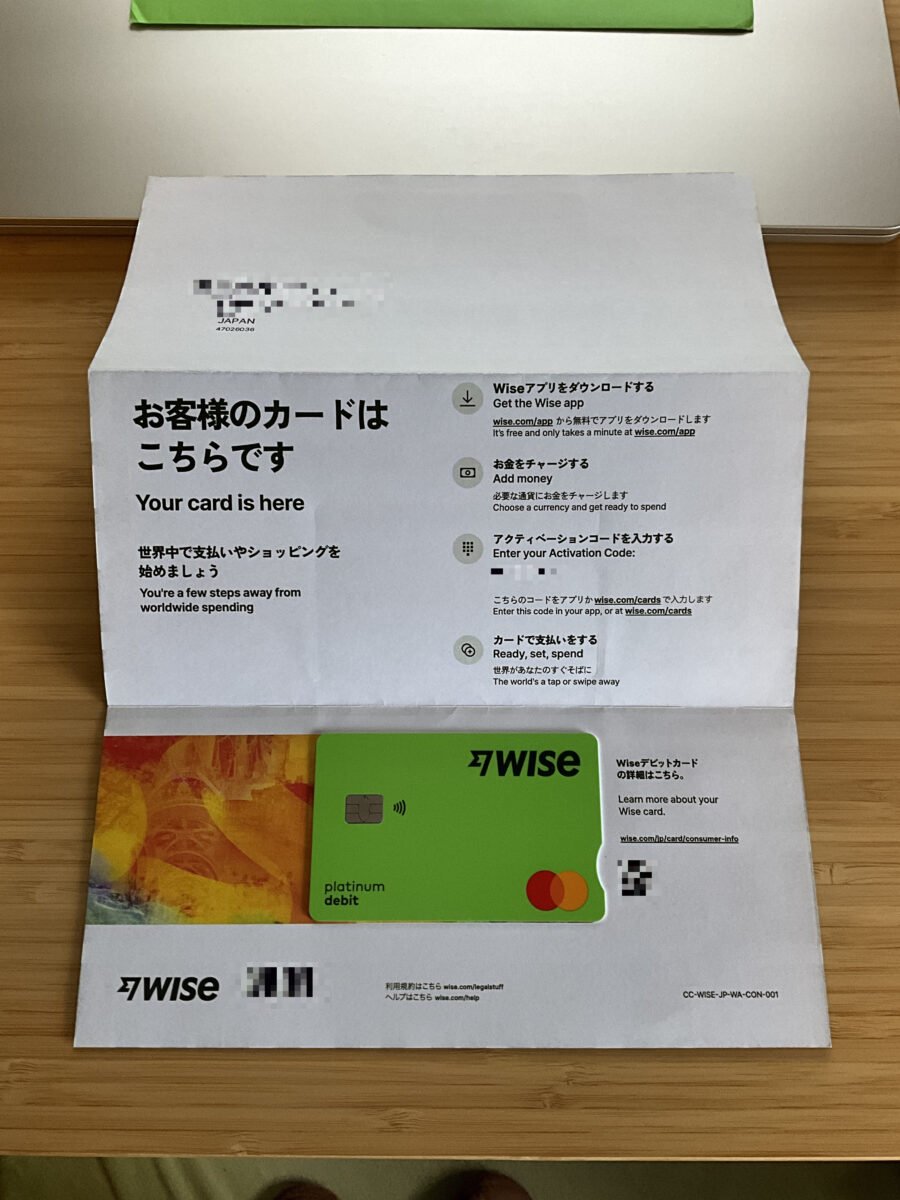 JAPAN
47026036
お客様のカードは
こちらです
Your card is here
世界中で支払いやショッピングを
始めましょう
You're a few steps away from
worldwide spending
Wiseアプリをダウンロードする
Get the Wise app
wise.com/app から無料でアプリをダウンロードします
It's free and only takes a minute at wise.com/app
お金をチャージする
Add money
必要な通貨にお金をチャージします
Choose a currency and get ready to spend
アクティベーションコードを入力する
Enter your Activation Code:
こちらのコードをアプリか wise.com/cards で入力します
Enter this code in your app, or at wise.com/cards
カードで支払いをする
Ready, set, spend
世界があなたのすぐそばに
The world's a tap or swipe away
WISE
platinum
debit
Wiseデビットカード
の詳細はこちら。
Learn more about your
Wise card.
wise.com/jp/card/consumer-info
WISE
利用規約はこちら wise.com/legalstuff
ヘルプはこちら wise.com/help
CC-WISE-JP-WA-CON-001